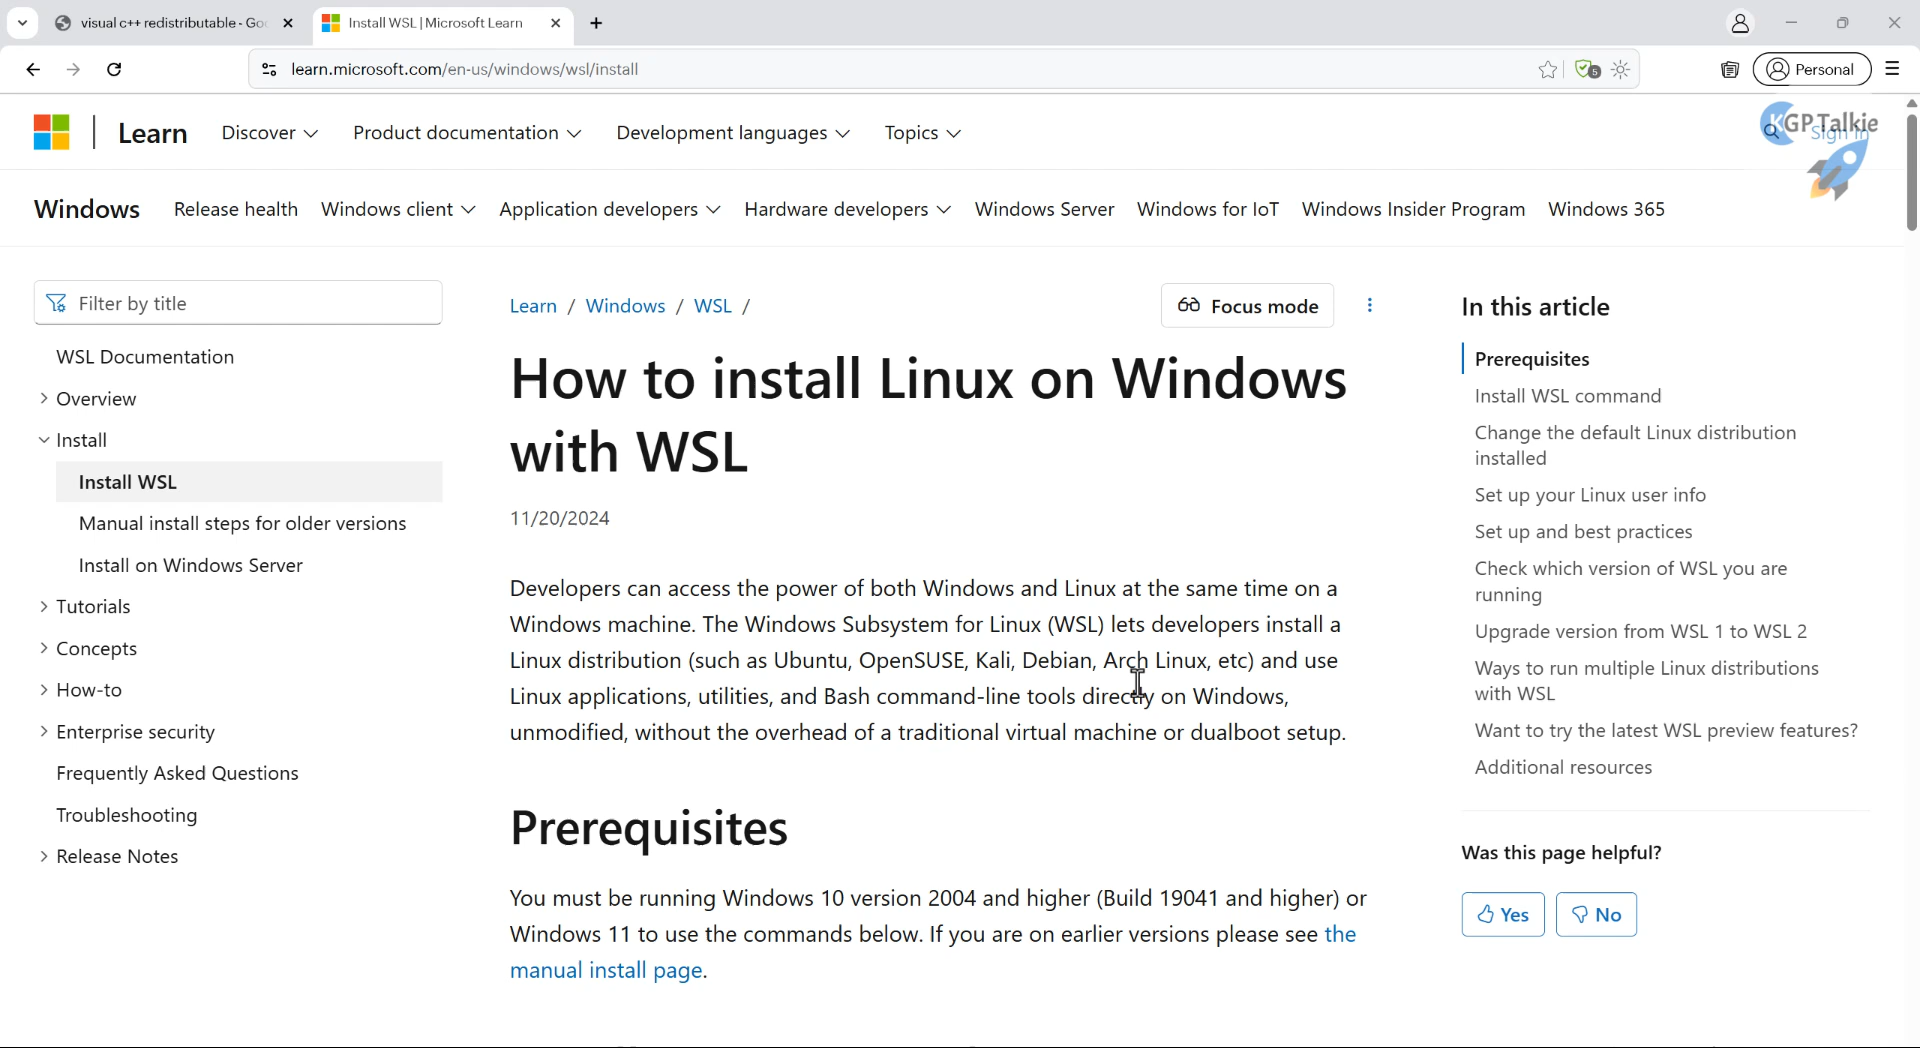 visual c++ redistributable - Go
Install WSL | Microsoft Learn
learn.microsoft.com/en-us/windows/wsl/install
5
Personal
Learn
Discover
Product documentation
Development languages
Topics
KGP Talkie
Sign in
Windows
Release health
Windows client
Application developers
Hardware developers
Windows Server
Windows for IoT
Windows Insider Program
Windows 365
Filter by title
WSL Documentation
Overview
Install
Install WSL
Manual install steps for older versions
Install on Windows Server
Tutorials
Concepts
How-to
Enterprise security
Frequently Asked Questions
Troubleshooting
Release Notes
Learn / Windows / WSL /
Focus mode
How to install Linux on Windows
with WSL
11/20/2024
Developers can access the power of both Windows and Linux at the same time on a
Windows machine. The Windows Subsystem for Linux (WSL) lets developers install a
Linux distribution (such as Ubuntu, OpenSUSE, Kali, Debian, Arch Linux, etc) and use
Linux applications, utilities, and Bash command-line tools directly on Windows,
unmodified, without the overhead of a traditional virtual machine or dualboot setup.
Prerequisites
You must be running Windows 10 version 2004 and higher (Build 19041 and higher) or
Windows 11 to use the commands below. If you are on earlier versions please see the
manual install page.
In this article
Prerequisites
Install WSL command
Change the default Linux distribution
installed
Set up your Linux user info
Set up and best practices
Check which version of WSL you are
running
Upgrade version from WSL 1 to WSL 2
Ways to run multiple Linux distributions
with WSL
Want to try the latest WSL preview features?
Additional resources
Was this page helpful?
Yes
No